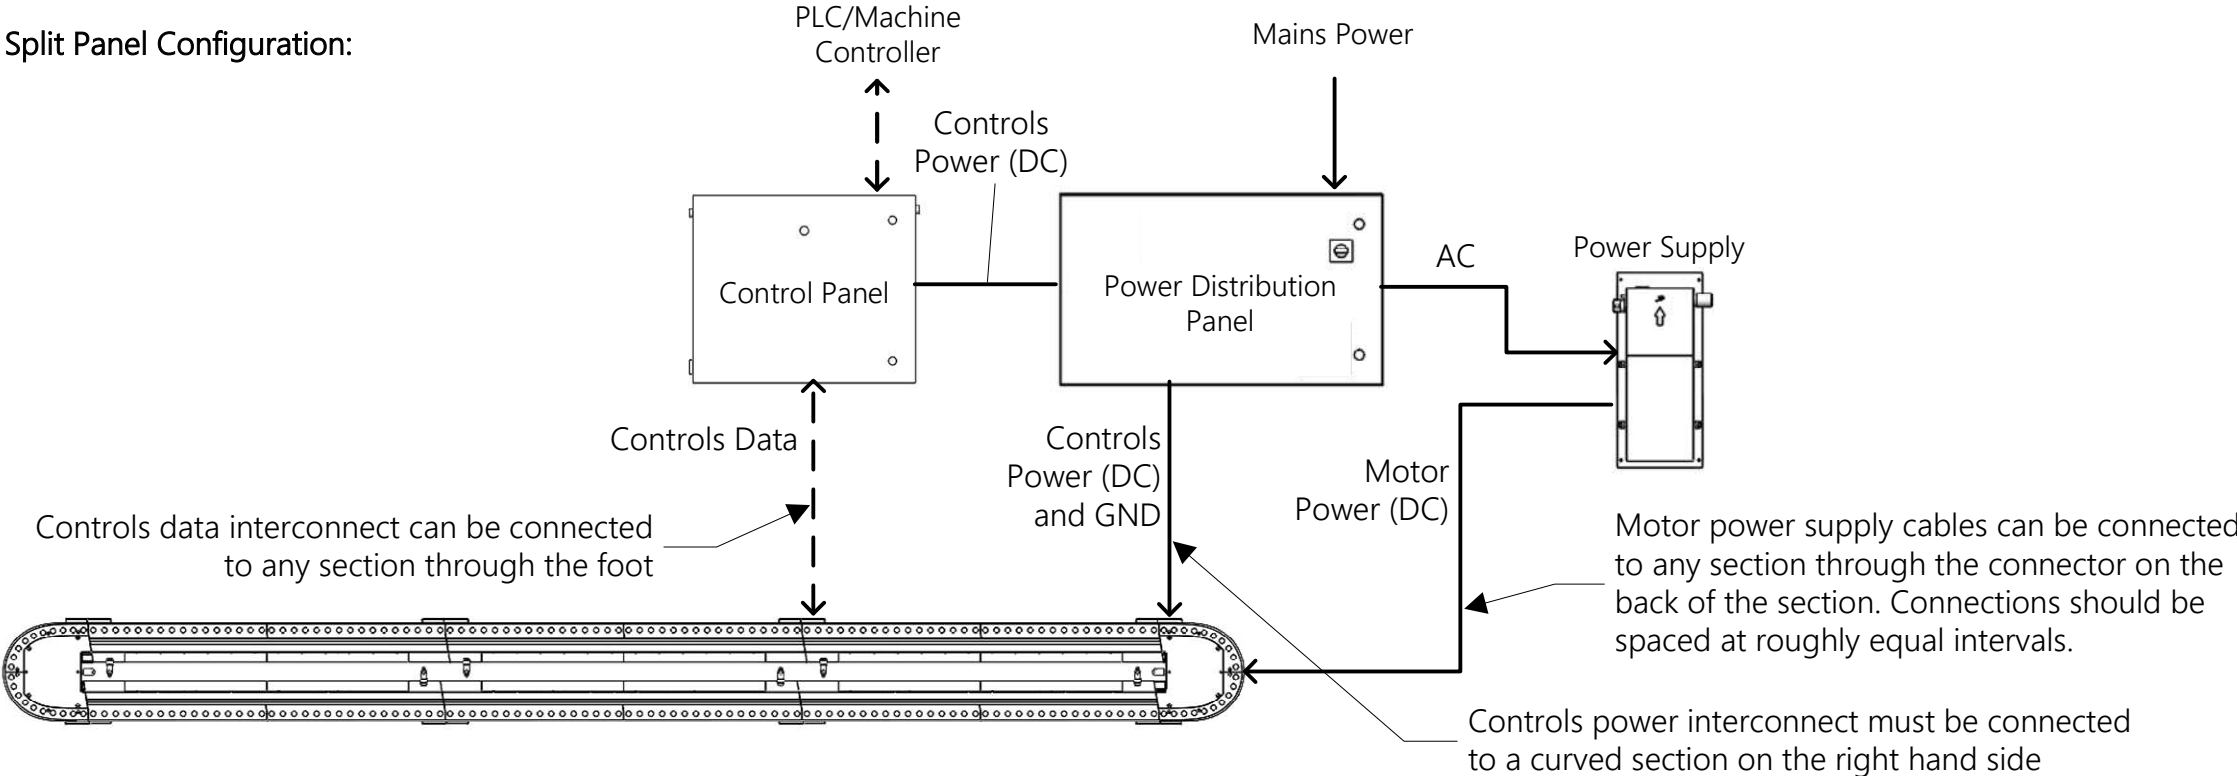 Split Panel Configuration:
PLC/Machine
Controller
Mains Power
Controls
Power (DC)
Control Panel
Power Distribution
Panel
AC
Power Supply
Controls Data
Controls
Power (DC)
and GND
Motor
Power (DC)
Controls data interconnect can be connected
to any section through the foot
Motor power supply cables can be connected
to any section through the connector on the
back of the section. Connections should be
spaced at roughly equal intervals.
Controls power interconnect must be connected
to a curved section on the right hand side